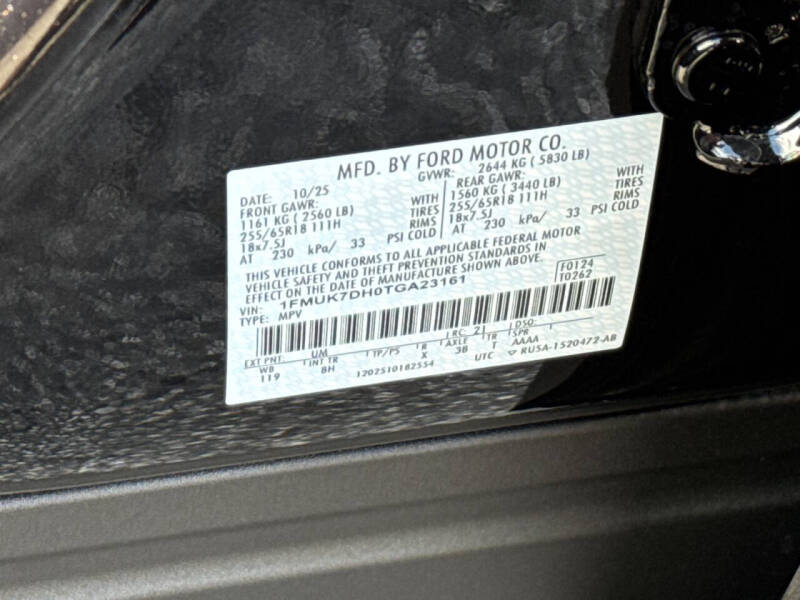 MFD. BY FORD MOTOR CO.
DATE: 10/25 GVWR: 2644 KG ( 5830 LB)
FRONT GAWR: REAR GAWR:
1161 KG ( 2560 LB) WITH 1560 KG ( 3440 LB) WITH
255/65R18 111H TIRES 255/65R18 111H TIRES
18x7.5J RIMS 18x7.5J RIMS
AT 230 kPa/ 33 PSI COLD AT 230 kPa/ 33 PSI COLD
THIS VEHICLE CONFORMS TO ALL APPLICABLE FEDERAL MOTOR
VEHICLE SAFETY AND THEFT PREVENTION STANDARDS IN
EFFECT ON THE DATE OF MANUFACTURE SHOWN ABOVE.
F0124
VIN: 1FMUK7DH0TGA23161 T0262
TYPE: MPV
EXT PNT: UM RC: 21 DSO:
WB INT TR TP/PS R AXLE TR SPR
119 8H X 3B T AAAA
1202510182554 UTC ▽ RU5A-1520472-AB